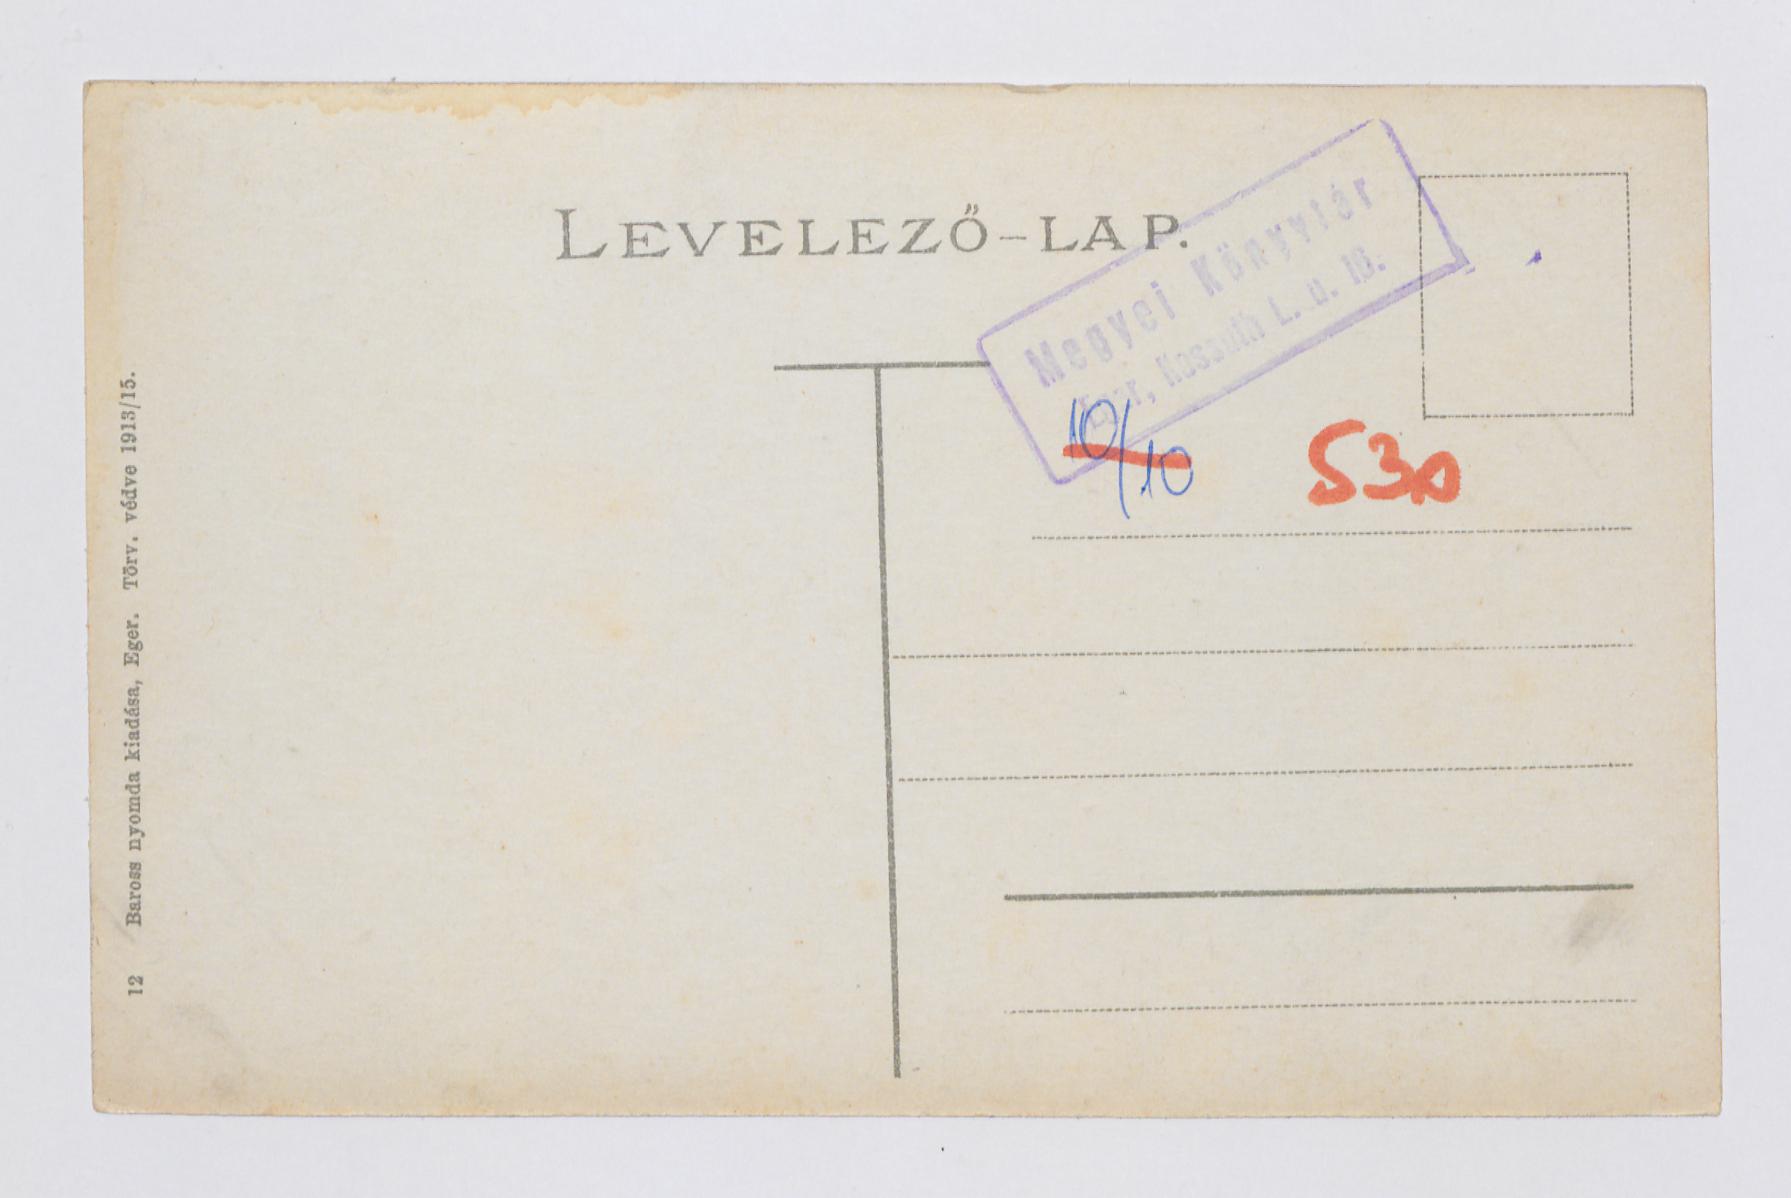 LEVELEZŐ-LAP.
Megyei Könyvtár
Eger, Kossuth L. u. 16.
10/10
530
12 Baross nyomda kiadása, Eger. Törv. védve 1913/15.